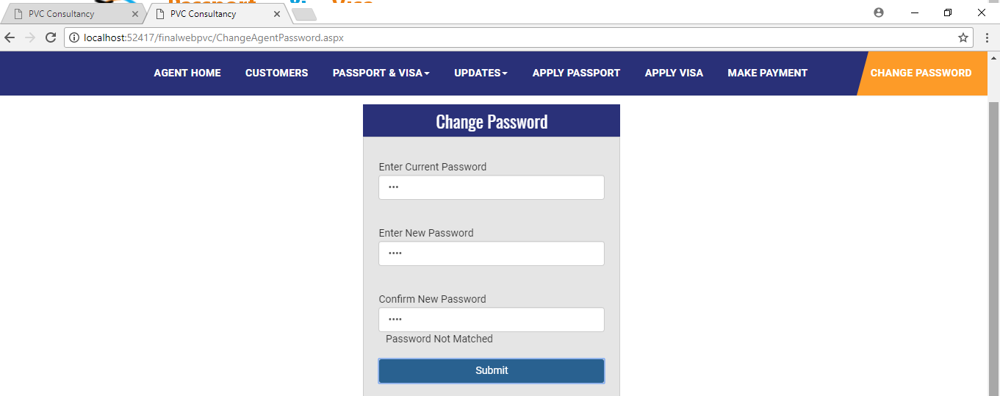 PVC Consultancy
PVC Consultancy
localhost:52417/finalwebpvc/ChangeAgentPassword.aspx
AGENT HOME CUSTOMERS PASSPORT & VISA UPDATES APPLY PASSPORT APPLY VISA MAKE PAYMENT CHANGE PASSWORD
Change Password
Enter Current Password
•••
Enter New Password
••••
Confirm New Password
••••
Password Not Matched
Submit